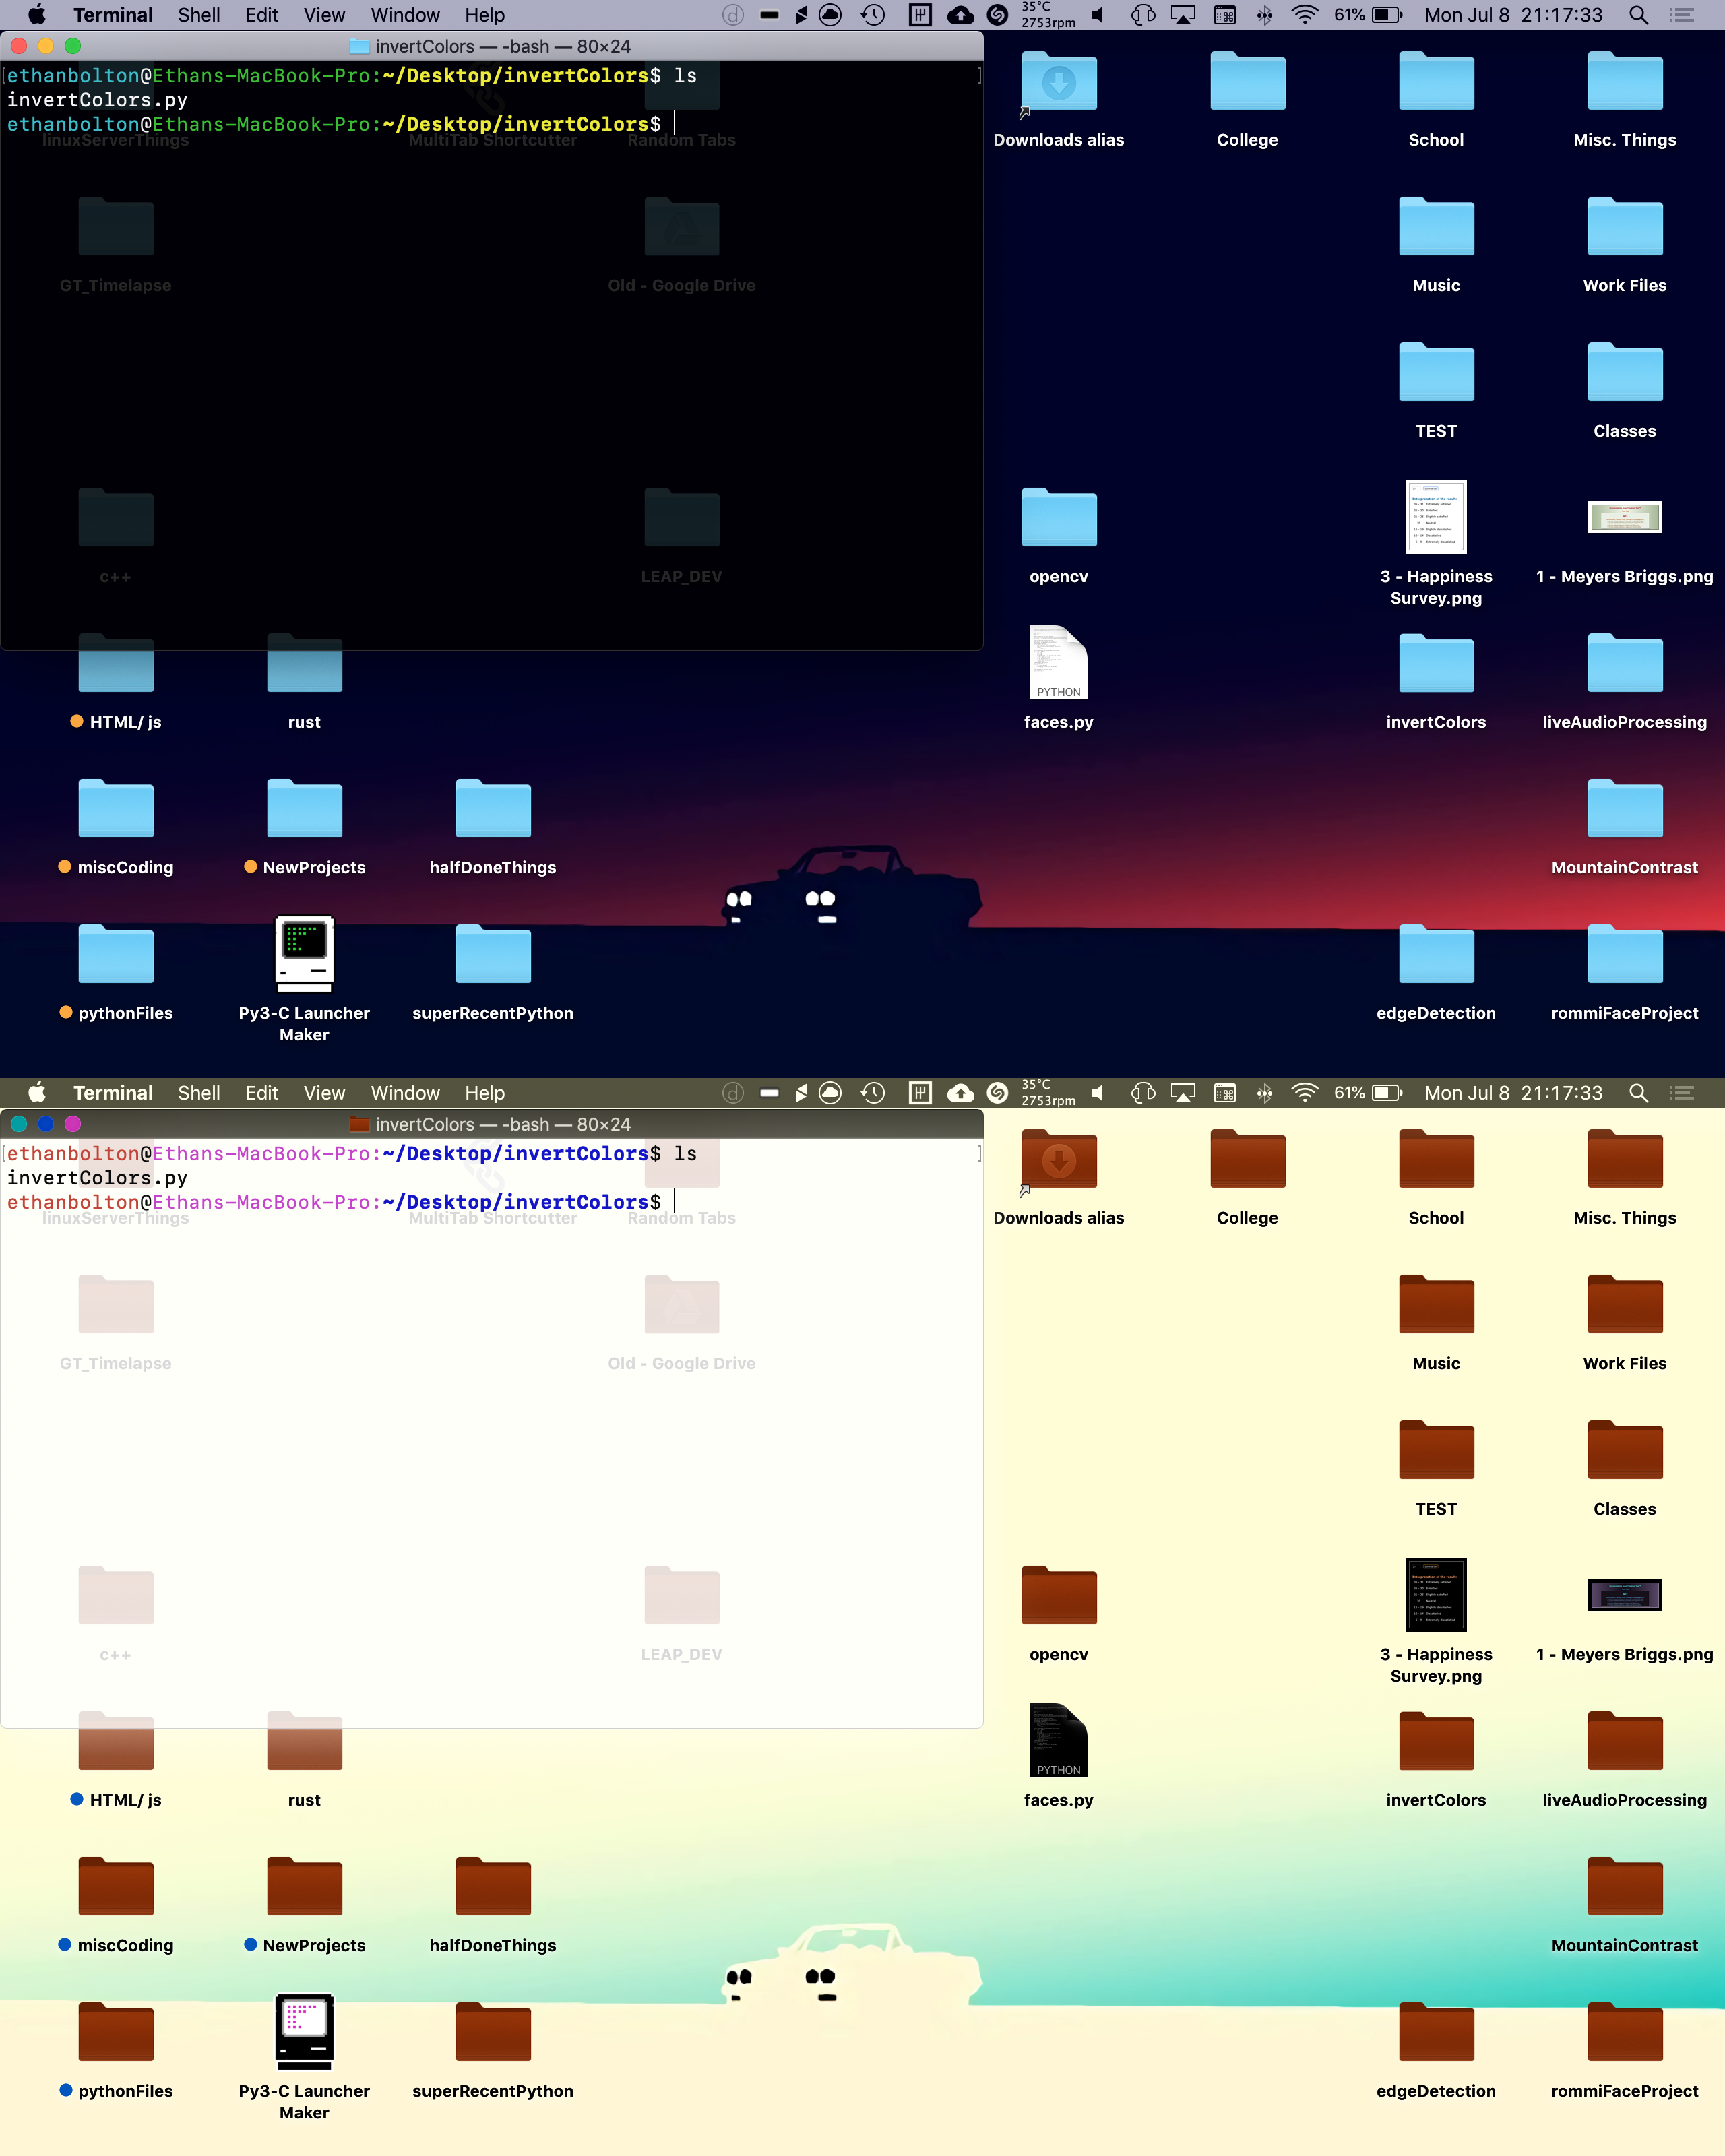 Terminal Shell Edit View Window Help 35°C 2753rpm 61% Mon Jul 8 21:17:33
invertColors — -bash — 80×24
ethanbolton@Ethans-MacBook-Pro:~/Desktop/invertColors$ ls
invertColors.py
ethanbolton@Ethans-MacBook-Pro:~/Desktop/invertColors$
linuxServerThings MultiTab Shortcutter Random Tabs Downloads alias College School Misc. Things
GT_Timelapse Old - Google Drive Music Work Files
TEST Classes
c++ LEAP_DEV opencv 3 - Happiness 1 - Meyers Briggs.png
Survey.png
PYTHON
HTML/ js rust faces.py invertColors liveAudioProcessing
miscCoding NewProjects halfDoneThings MountainContrast
pythonFiles Py3-C Launcher superRecentPython edgeDetection rommiFaceProject
Maker
Terminal Shell Edit View Window Help 35°C 2753rpm 61% Mon Jul 8 21:17:33
invertColors — -bash — 80×24
ethanbolton@Ethans-MacBook-Pro:~/Desktop/invertColors$ ls
invertColors.py
ethanbolton@Ethans-MacBook-Pro:~/Desktop/invertColors$
linuxServerThings MultiTab Shortcutter Random Tabs Downloads alias College School Misc. Things
GT_Timelapse Old - Google Drive Music Work Files
TEST Classes
c++ LEAP_DEV opencv 3 - Happiness 1 - Meyers Briggs.png
Survey.png
PYTHON
HTML/ js rust faces.py invertColors liveAudioProcessing
miscCoding NewProjects halfDoneThings MountainContrast
pythonFiles Py3-C Launcher superRecentPython edgeDetection rommiFaceProject
Maker